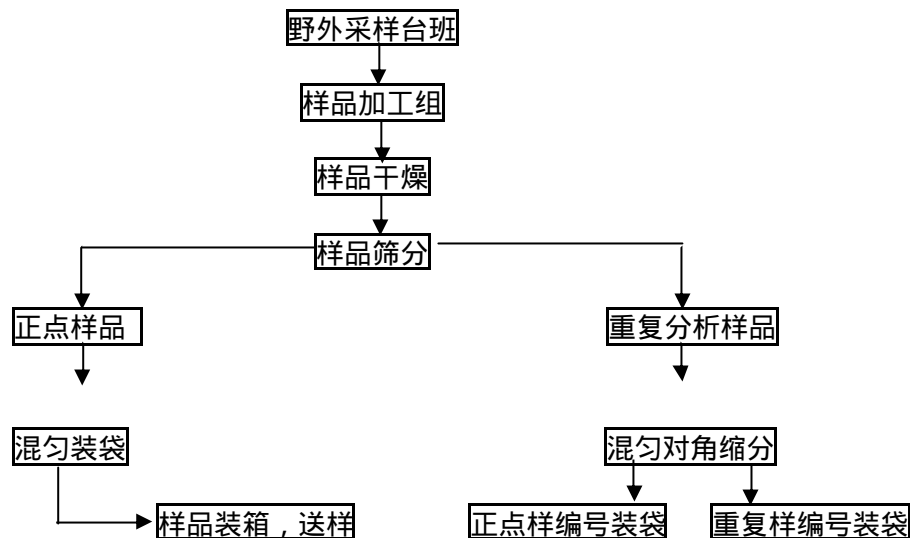 野外采样台班
样品加工组
样品干燥
样品筛分
正点样品
重复分析样品
混匀装袋
混匀对角缩分
样品装箱，送样
正点样编号装袋
重复样编号装袋